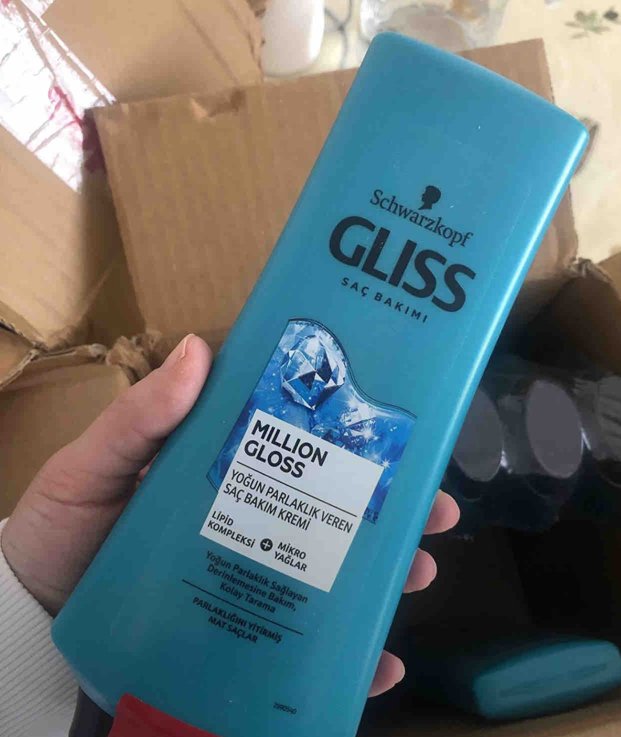 Schwarzkopf
GLISS
SAÇ BAKIMI
MILLION
GLOSS
YOĞUN PARLAKLIK VEREN
SAÇ BAKIM KREMİ
LİPİD
KOMPLEKSİ + MİKRO
YAĞLAR
Yoğun Parlaklık Sağlayan
Derinlemesine Bakım,
Kolay Tarama
PARLAKLIĞINI YİTİRMİŞ
MAT SAÇLAR